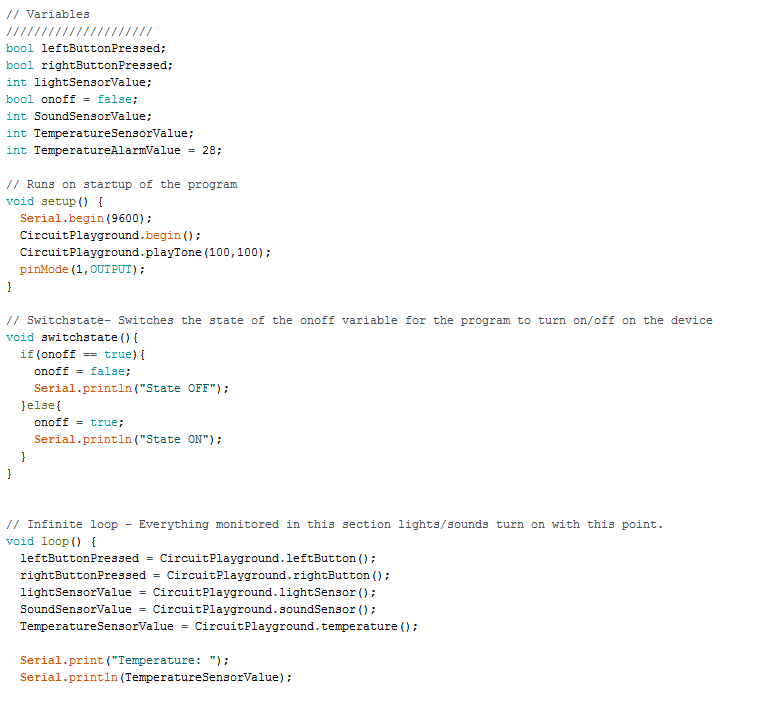 // Variables
/////////////////////
bool leftButtonPressed;
bool rightButtonPressed;
int lightSensorValue;
bool onoff = false;
int SoundSensorValue;
int TemperatureSensorValue;
int TemperatureAlarmValue = 28;

// Runs on startup of the program
void setup() {
  Serial.begin(9600);
  CircuitPlayground.begin();
  CircuitPlayground.playTone(100,100);
  pinMode(1,OUTPUT);
}

// Switchstate- Switches the state of the onoff variable for the program to turn on/off on the device
void switchstate(){
  if(onoff == true){
    onoff = false;
    Serial.println("State OFF");
  }else{
    onoff = true;
    Serial.println("State ON");
  }
}

// Infinite loop - Everything monitored in this section lights/sounds turn on with this point.
void loop() {
  leftButtonPressed = CircuitPlayground.leftButton();
  rightButtonPressed = CircuitPlayground.rightButton();
  lightSensorValue = CircuitPlayground.lightSensor();
  SoundSensorValue = CircuitPlayground.soundSensor();
  TemperatureSensorValue = CircuitPlayground.temperature();

  Serial.print("Temperature: ");
  Serial.println(TemperatureSensorValue);